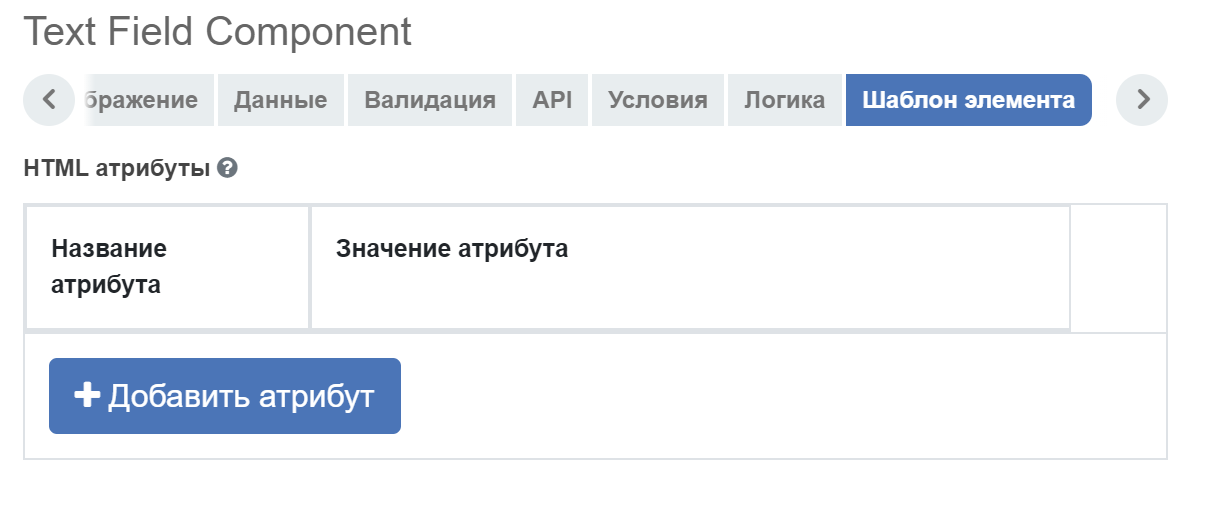 Text Field Component
бражение Данные Валидация API Условия Логика Шаблон элемента
HTML атрибуты ?
Название Значение атрибута
атрибута
+ Добавить атрибут